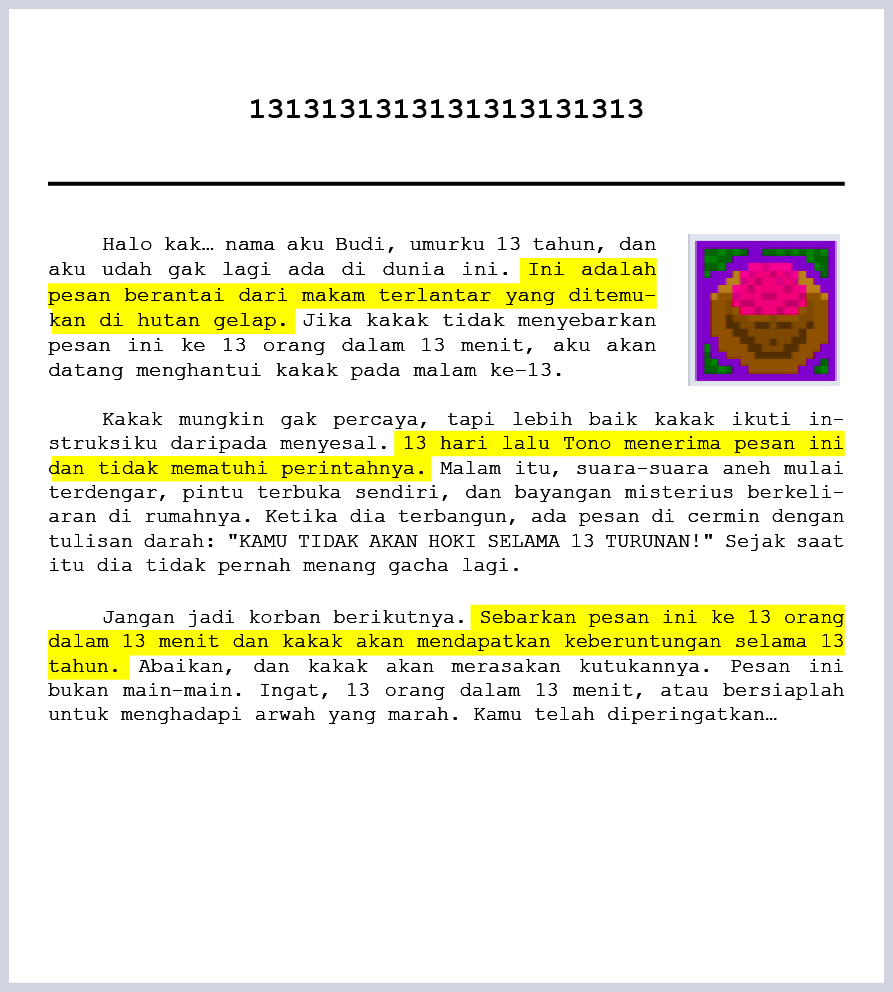 1313131313131313131313
Halo kak… nama aku Budi, umurku 13 tahun, dan
aku udah gak lagi ada di dunia ini. Ini adalah
pesan berantai dari makam terlantar yang ditemu-
kan di hutan gelap. Jika kakak tidak menyebarkan
pesan ini ke 13 orang dalam 13 menit, aku akan
datang menghantui kakak pada malam ke-13.
Kakak mungkin gak percaya, tapi lebih baik kakak ikuti in-
struksiku daripada menyesal. 13 hari lalu Tono menerima pesan ini
dan tidak mematuhi perintahnya. Malam itu, suara-suara aneh mulai
terdengar, pintu terbuka sendiri, dan bayangan misterius berkeli-
aran di rumahnya. Ketika dia terbangun, ada pesan di cermin dengan
tulisan darah: "KAMU TIDAK AKAN HOKI SELAMA 13 TURUNAN!" Sejak saat
itu dia tidak pernah menang gacha lagi.
Jangan jadi korban berikutnya. Sebarkan pesan ini ke 13 orang
dalam 13 menit dan kakak akan mendapatkan keberuntungan selama 13
tahun. Abaikan, dan kakak akan merasakan kutukannya. Pesan ini
bukan main-main. Ingat, 13 orang dalam 13 menit, atau bersiaplah
untuk menghadapi arwah yang marah. Kamu telah diperingatkan…